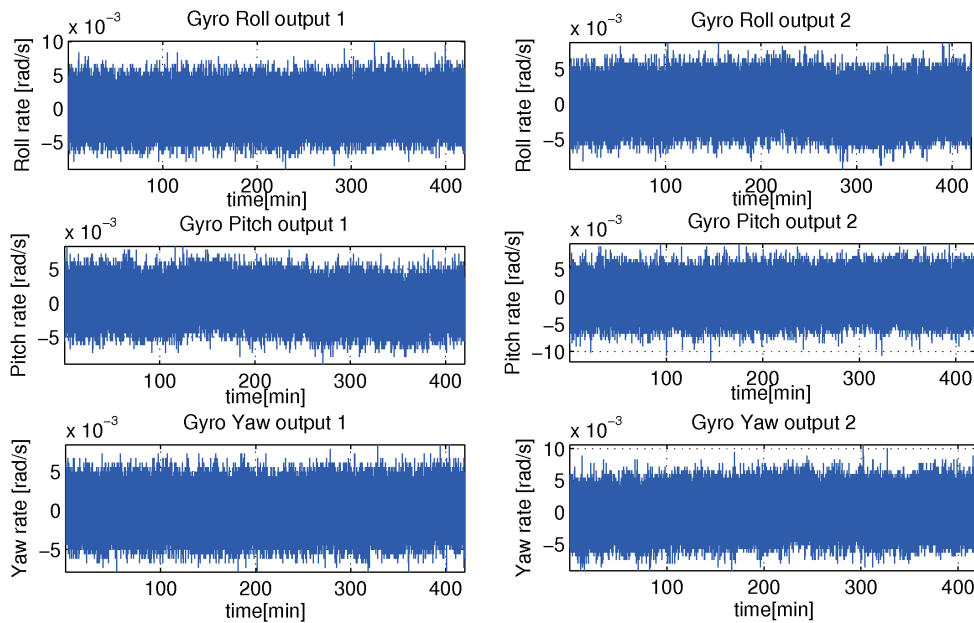 Gyro Roll output 1
x 10⁻³
Roll rate [rad/s]
10
5
0
−5
100
200
300
400
time[min]
Gyro Roll output 2
x 10⁻³
Roll rate [rad/s]
5
0
−5
100
200
300
400
time[min]
Gyro Pitch output 1
x 10⁻³
Pitch rate [rad/s]
5
0
−5
100
200
300
400
time[min]
Gyro Pitch output 2
x 10⁻³
Pitch rate [rad/s]
5
0
−5
−10
100
200
300
400
time[min]
Gyro Yaw output 1
x 10⁻³
Yaw rate [rad/s]
5
0
−5
100
200
300
400
time[min]
Gyro Yaw output 2
x 10⁻³
Yaw rate [rad/s]
10
5
0
−5
100
200
300
400
time[min]